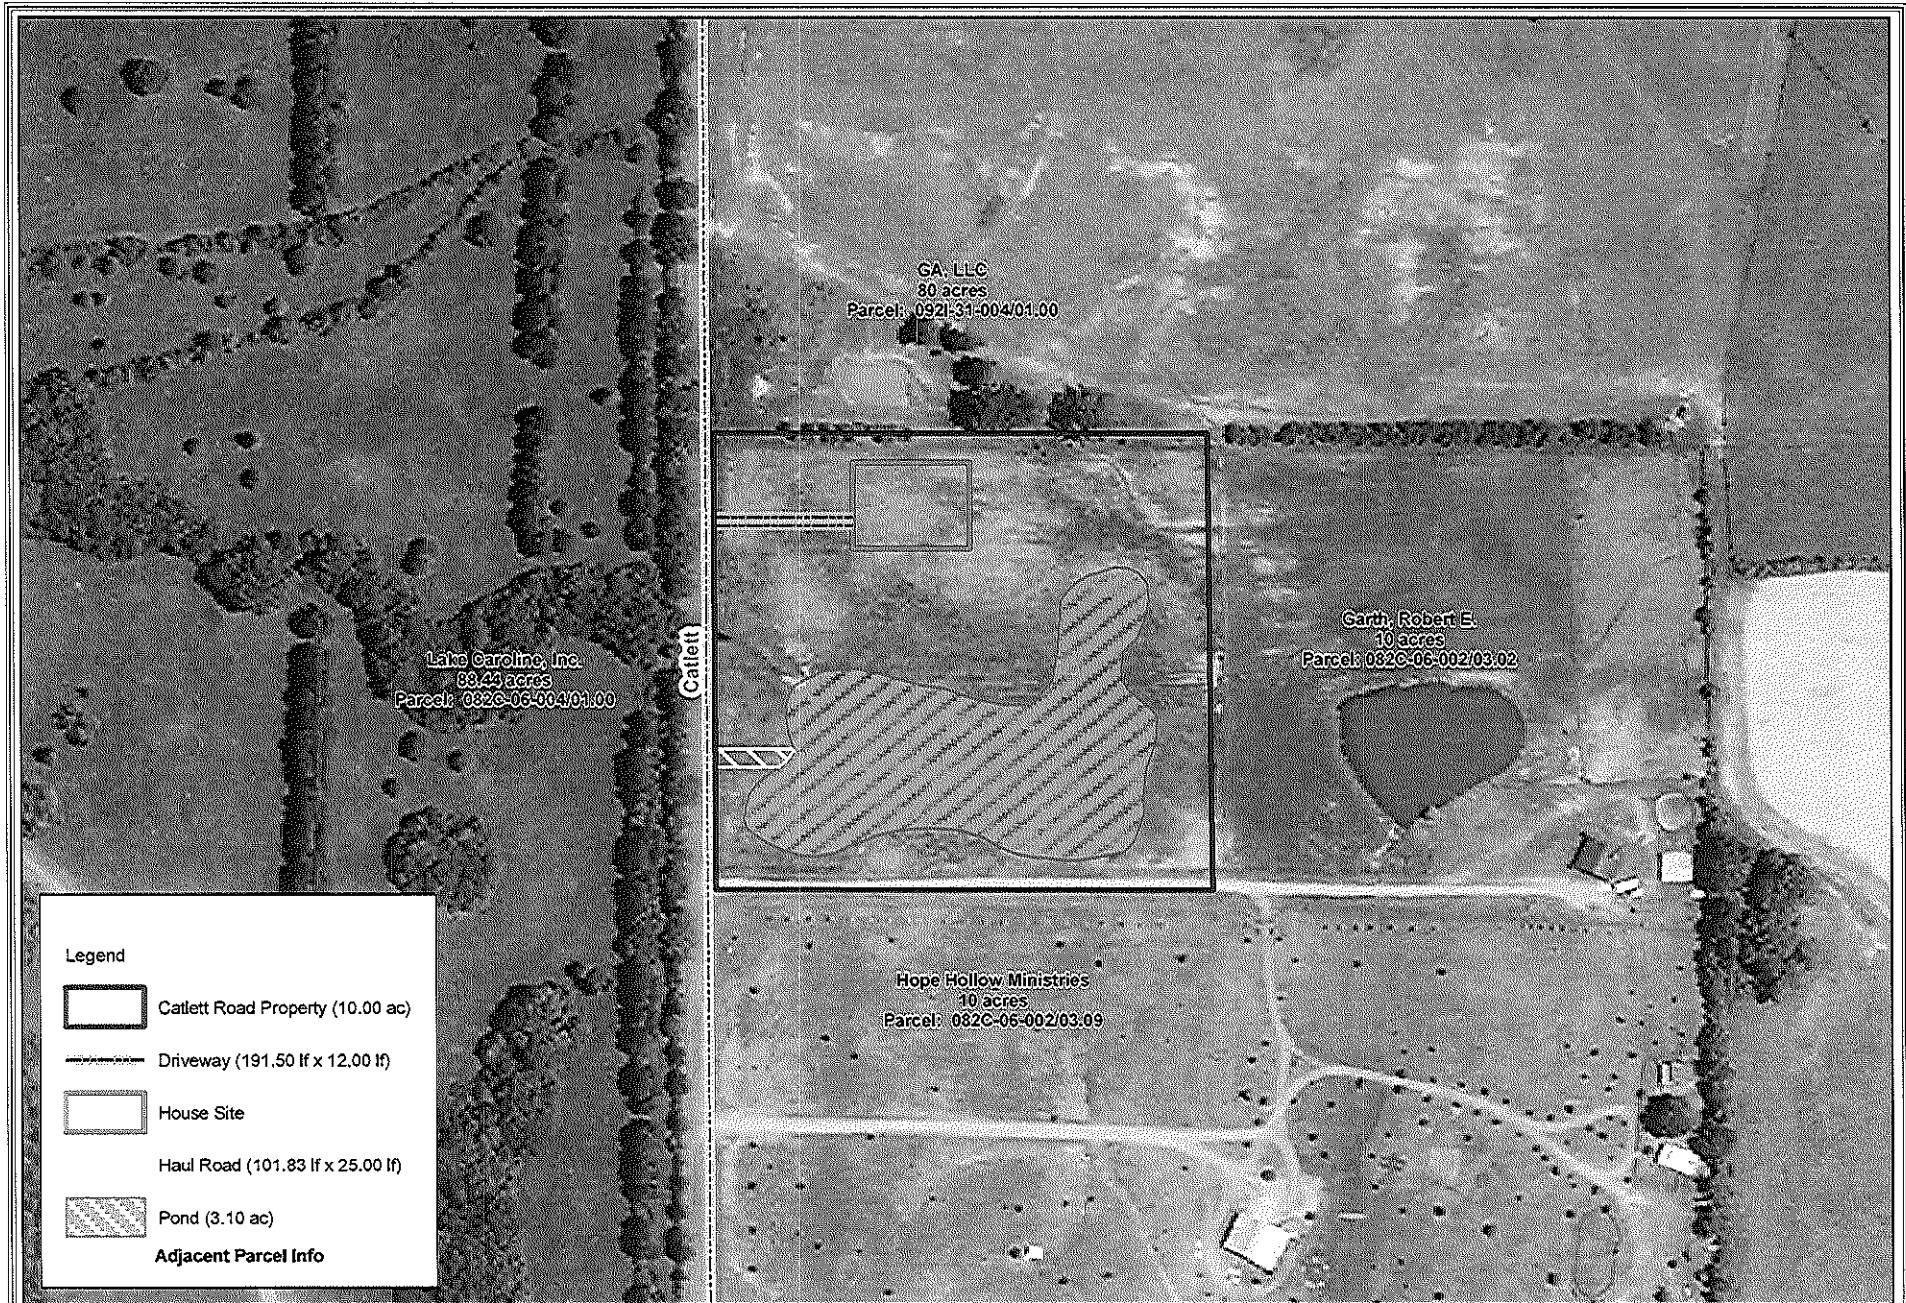 GA, LLC
80 acres
Parcel: 092I-31-004/01.00
Catlett
Garth, Robert E.
10 acres
Parcel: 082C-06-002/03.02
Lake Caroline, Inc.
88.44 acres
Parcel: 082C-06-004/01.00
Hope Hollow Ministries
10 acres
Parcel: 082C-06-002/03.09
Legend
Catlett Road Property (10.00 ac)
Driveway (191.50 lf x 12.00 lf)
House Site
Haul Road (101.83 lf x 25.00 lf)
Pond (3.10 ac)
Adjacent Parcel Info